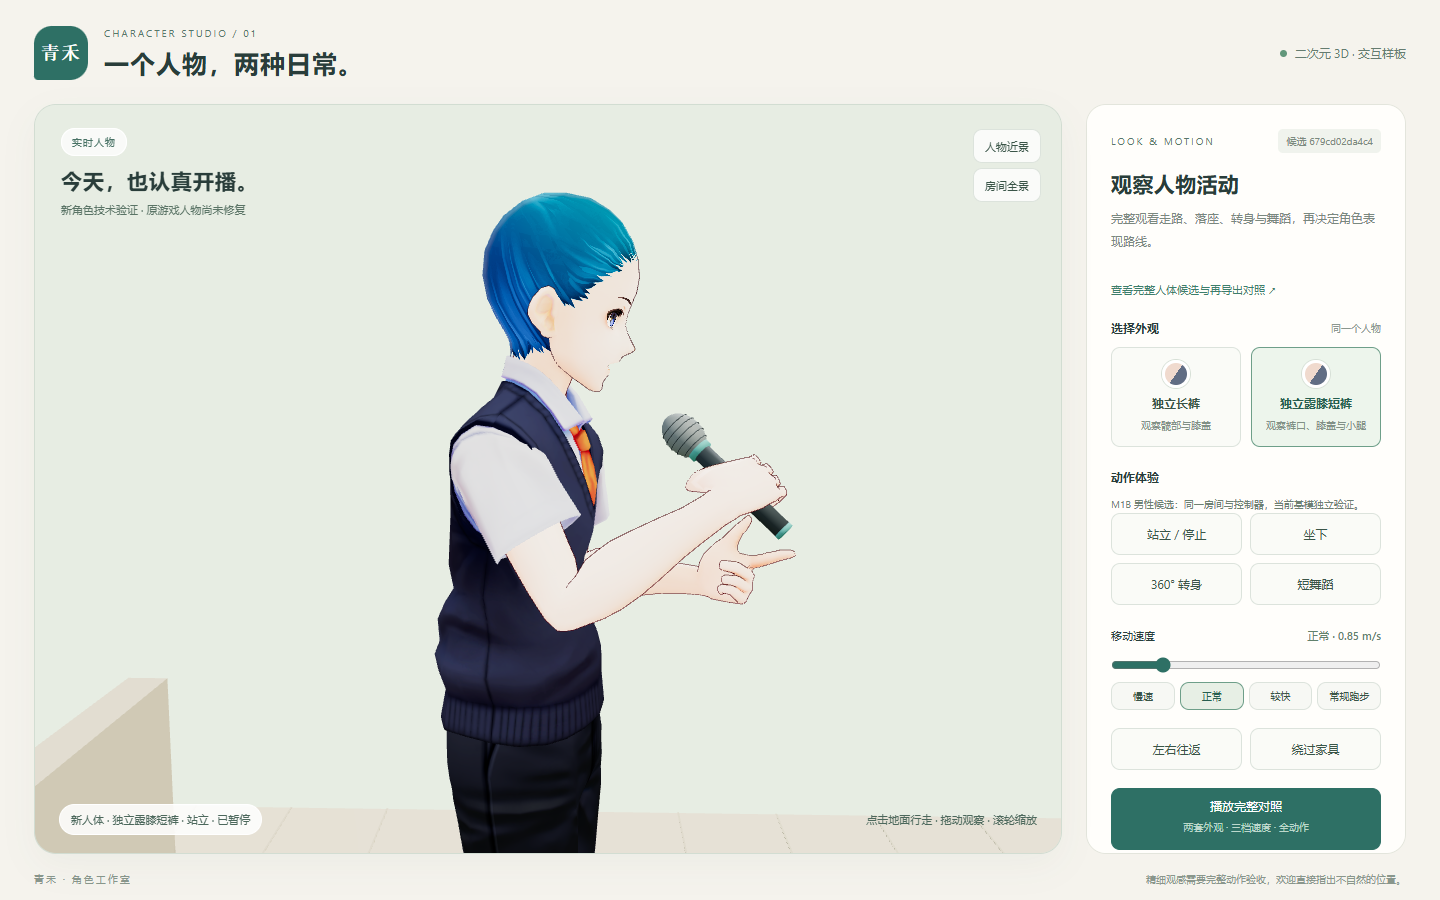 青禾
CHARACTER STUDIO / 01
一个人物，两种日常。
二次元 3D · 交互样板
实时人物
今天，也认真开播。
新角色技术验证 · 原游戏人物尚未修复
人物近景
房间全景
新人体 · 独立露膝短裤 · 站立 · 已暂停
点击地面行走 · 拖动观察 · 滚轮缩放
LOOK & MOTION
候选 679cd02da4c4
观察人物活动
完整观看走路、落座、转身与舞蹈，再决定角色表
现路线。
查看完整人体候选与再导出对照 ↗
选择外观
同一个人物
独立长裤
观察髋部与膝盖
独立露膝短裤
观察裤口、膝盖与小腿
动作体验
M1B 男性候选：同一房间与控制器，当前基模独立验证。
站立 / 停止
坐下
360° 转身
短舞蹈
移动速度
正常 · 0.85 m/s
慢速
正常
较快
常规跑步
左右往返
绕过家具
播放完整对照
两套外观 · 三档速度 · 全动作
青禾 · 角色工作室
精细观感需要完整动作验收，欢迎直接指出不自然的位置。